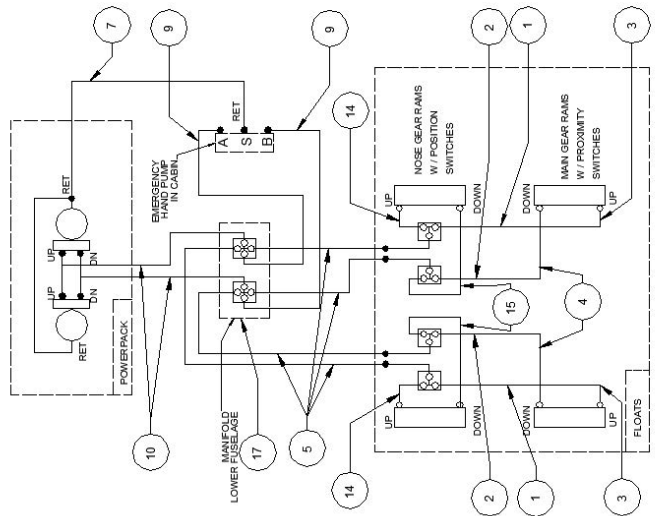 7
9
9
2
1
3
14
RET
EMERGENCY
HAND PUMP
IN CABIN
A
S
B
RET
UP
DN
UP
DN
RET
POWERPACK
NOSE GEAR RAMS
W / POSITION
SWITCHES
MAIN GEAR RAMS
W/ PROXIMITY
SWITCHES
UP
DOWN
DOWN
UP
15
4
10
MANIFOLD
LOWER FUSELAGE
17
5
14
UP
DOWN
DOWN
UP
FLOATS
2
1
3